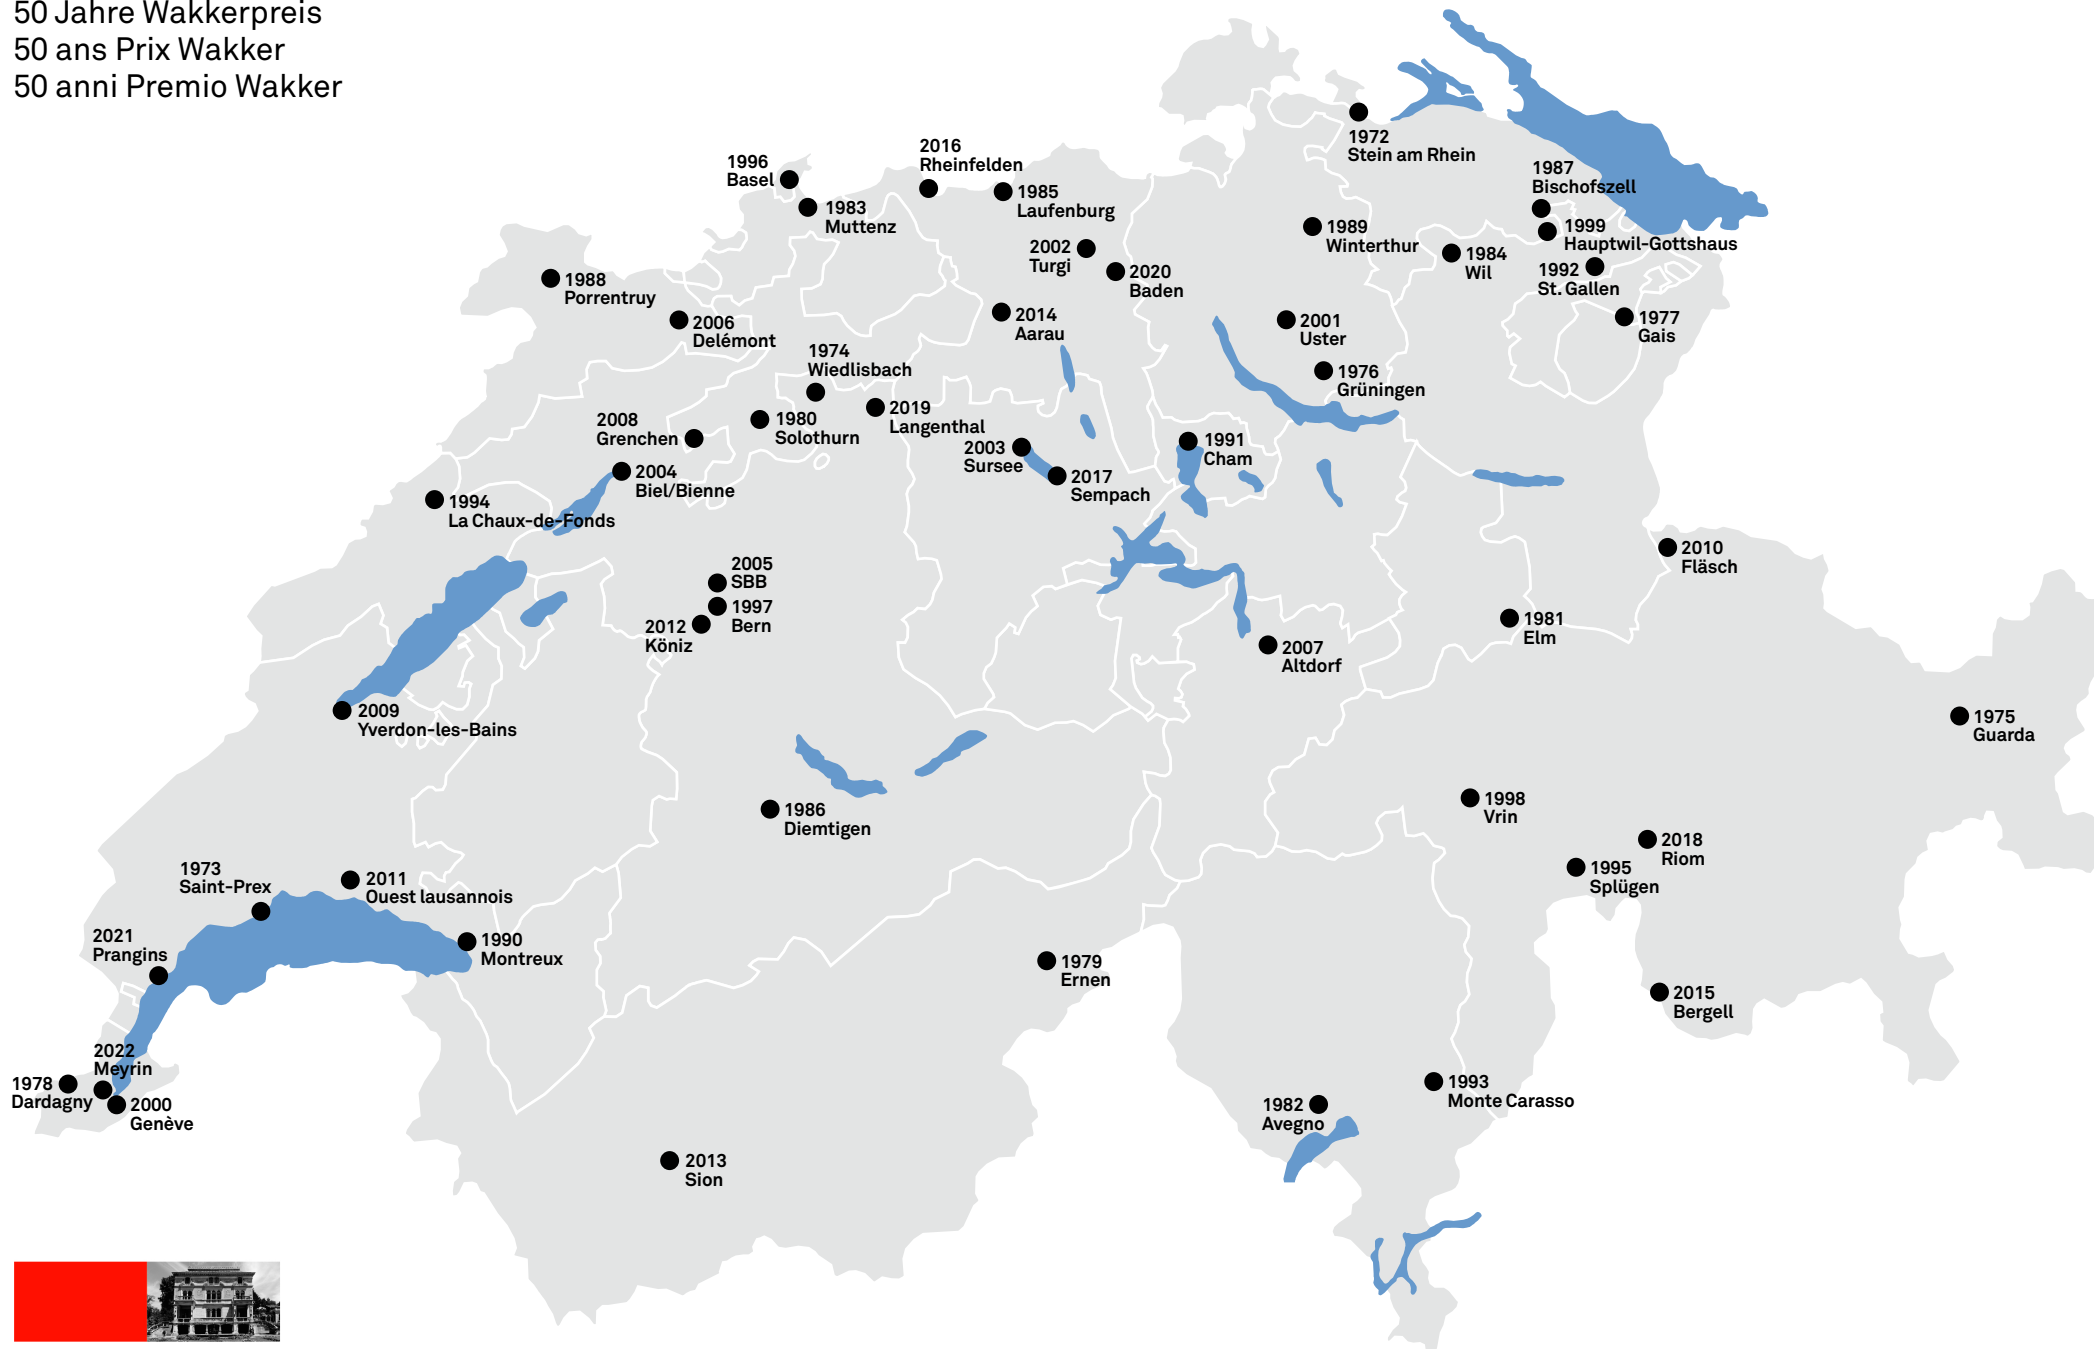 50 Jahre Wakkerpreis
50 ans Prix Wakker
50 anni Premio Wakker
1972
Stein am Rhein
2016
Rheinfelden
1996
Basel
1985
Laufenburg
1987
Bischofszell
1983
Muttenz
1989
Winterthur
1999
Hauptwil-Gottshaus
2002
Turgi
1984
Wil
2020
Baden
1992
St. Gallen
1988
Porrentruy
2006
Delémont
2014
Aarau
2001
Uster
1977
Gais
1974
Wiedlisbach
1976
Grüningen
2008
Grenchen
1980
Solothurn
2019
Langenthal
2003
Sursee
1991
Cham
2004
Biel/Bienne
2017
Sempach
1994
La Chaux-de-Fonds
2010
Fläsch
2005
SBB
1997
Bern
2012
Köniz
1981
Elm
2007
Altdorf
2009
Yverdon-les-Bains
1975
Guarda
1986
Diemtigen
1998
Vrin
2018
Riom
1995
Splügen
1973
Saint-Prex
2011
Ouest lausannois
2021
Prangins
1990
Montreux
1979
Ernen
2015
Bergell
2022
Meyrin
1978
Dardagny
2000
Genève
1993
Monte Carasso
1982
Avegno
2013
Sion